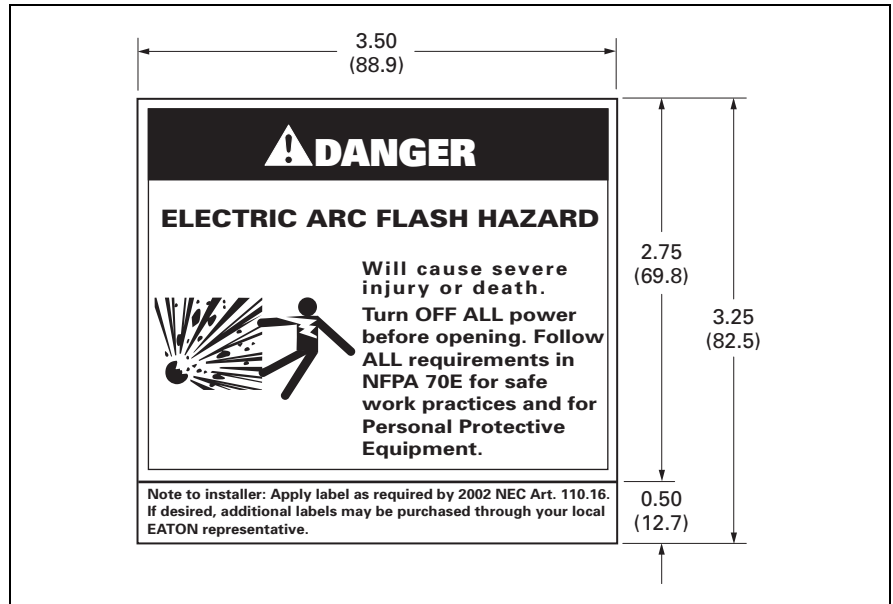 3.50
(88.9)
DANGER
ELECTRIC ARC FLASH HAZARD
Will cause severe
injury or death.
Turn OFF ALL power
before opening. Follow
ALL requirements in
NFPA 70E for safe
work practices and for
Personal Protective
Equipment.
2.75
(69.8)
3.25
(82.5)
Note to installer: Apply label as required by 2002 NEC Art. 110.16.
If desired, additional labels may be purchased through your local
EATON representative.
0.50
(12.7)